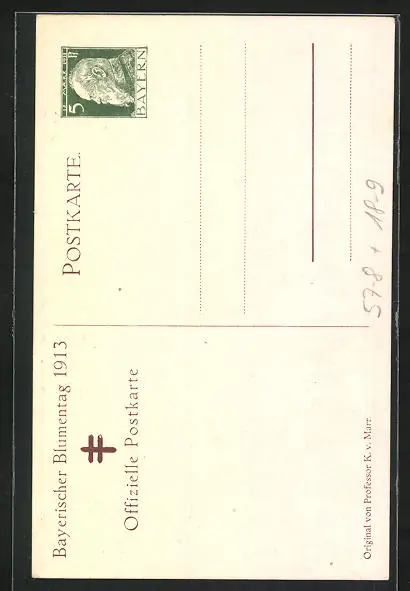 Bayerischer Blumentag 1913
Offizielle Postkarte
Original von Professor K. v. Marr
POSTKARTE.
5
BAYERN
57-8 + 18-9